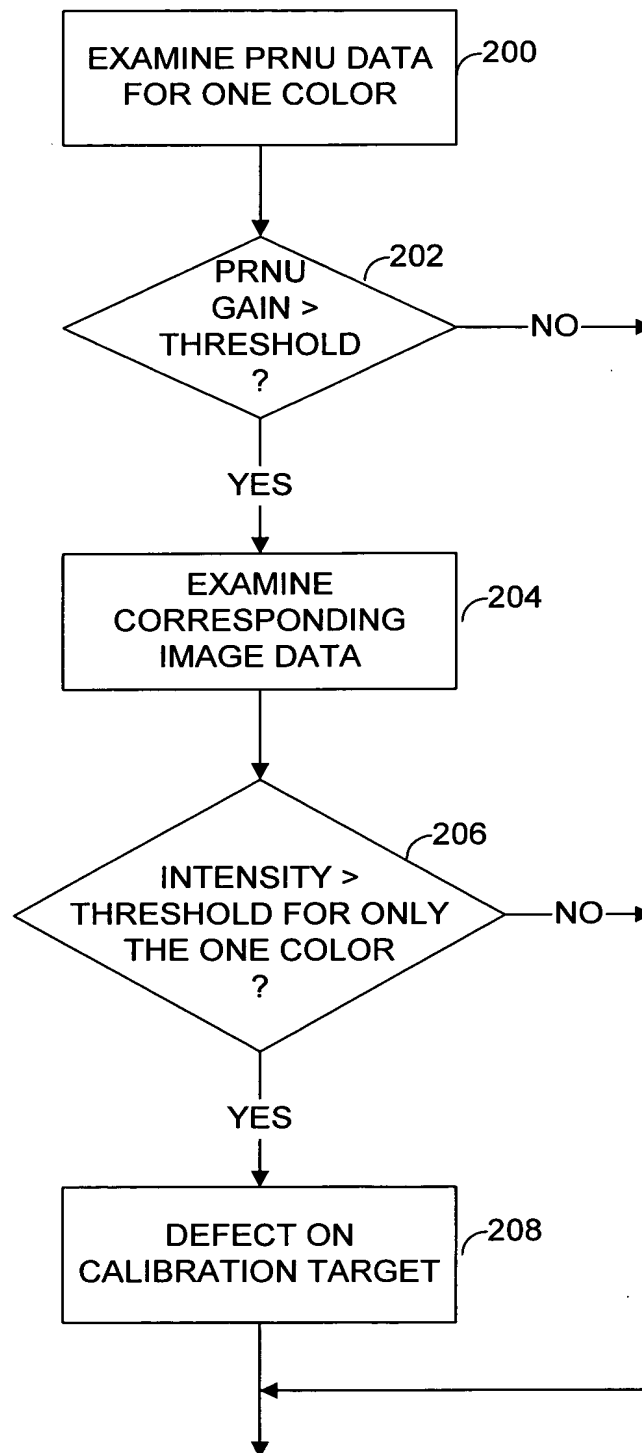 EXAMINE PRNU DATA
FOR ONE COLOR
200
202
PRNU
GAIN >
THRESHOLD
?
NO
YES
EXAMINE
CORRESPONDING
IMAGE DATA
204
206
INTENSITY >
THRESHOLD FOR ONLY
THE ONE COLOR
?
NO
YES
DEFECT ON
CALIBRATION TARGET
208